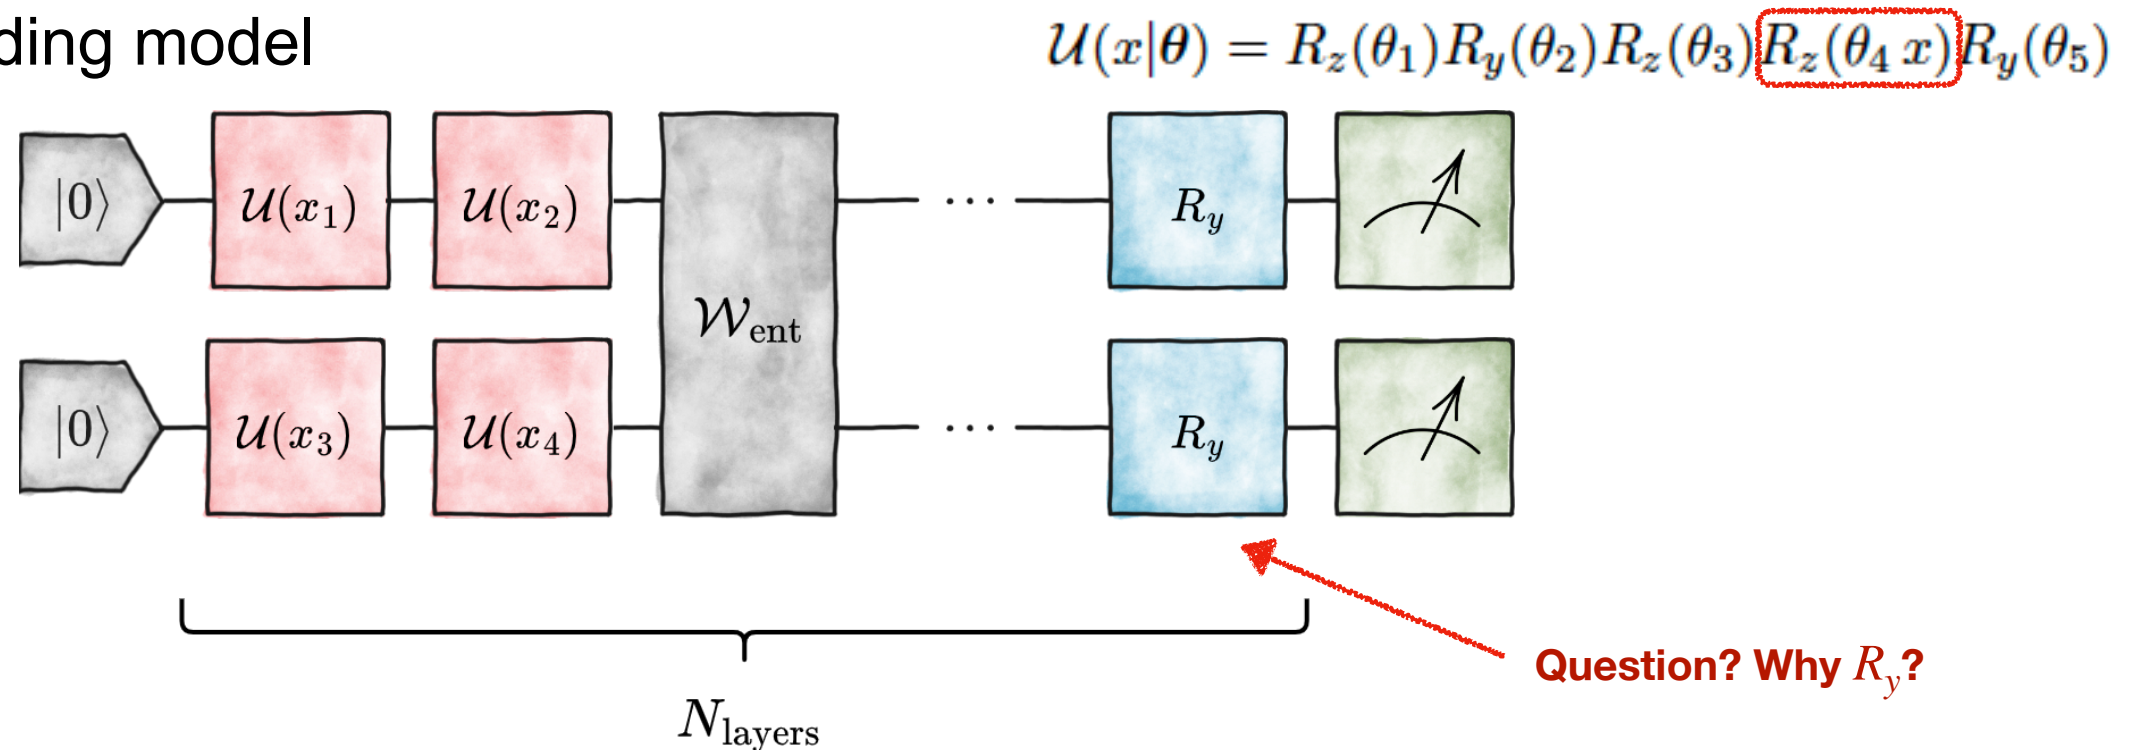 ding model
𝒰(x|θ) = R_z(θ₁)R_y(θ₂)R_z(θ₃)R_z(θ₄ x)R_y(θ₅)
|0⟩ 𝒰(x₁) 𝒰(x₂) ··· R_y
𝒲_ent
|0⟩ 𝒰(x₃) 𝒰(x₄) ··· R_y
Question? Why R_y?
N_layers